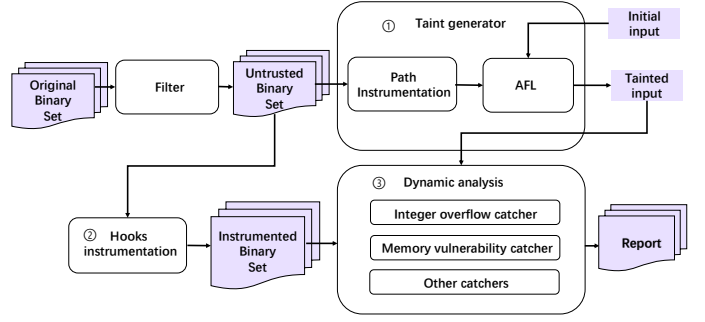 ① Taint generator
Initial
input
Original
Binary
Set
Filter
Untrusted
Binary
Set
Path
Instrumentation
AFL
Tainted
input
② Hooks
instrumentation
Instrumented
Binary
Set
③ Dynamic analysis
Integer overflow catcher
Memory vulnerability catcher
Other catchers
Report